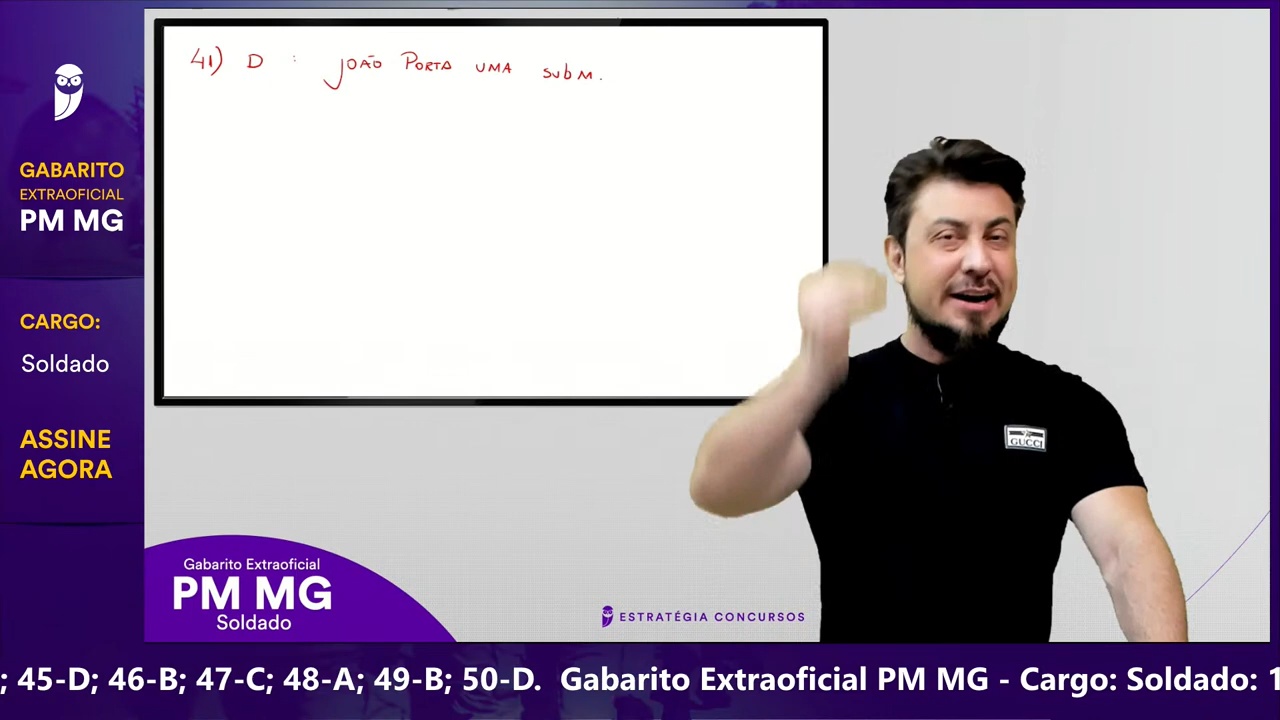 41) D : JOÃO PORTA UMA SUBM.
GABARITO
EXTRAOFICIAL
PM MG
CARGO:
Soldado
ASSINE
AGORA
GUCCI
Gabarito Extraoficial
PM MG
Soldado
ESTRATÉGIA CONCURSOS
; 45-D; 46-B; 47-C; 48-A; 49-B; 50-D. Gabarito Extraoficial PM MG - Cargo: Soldado: 1